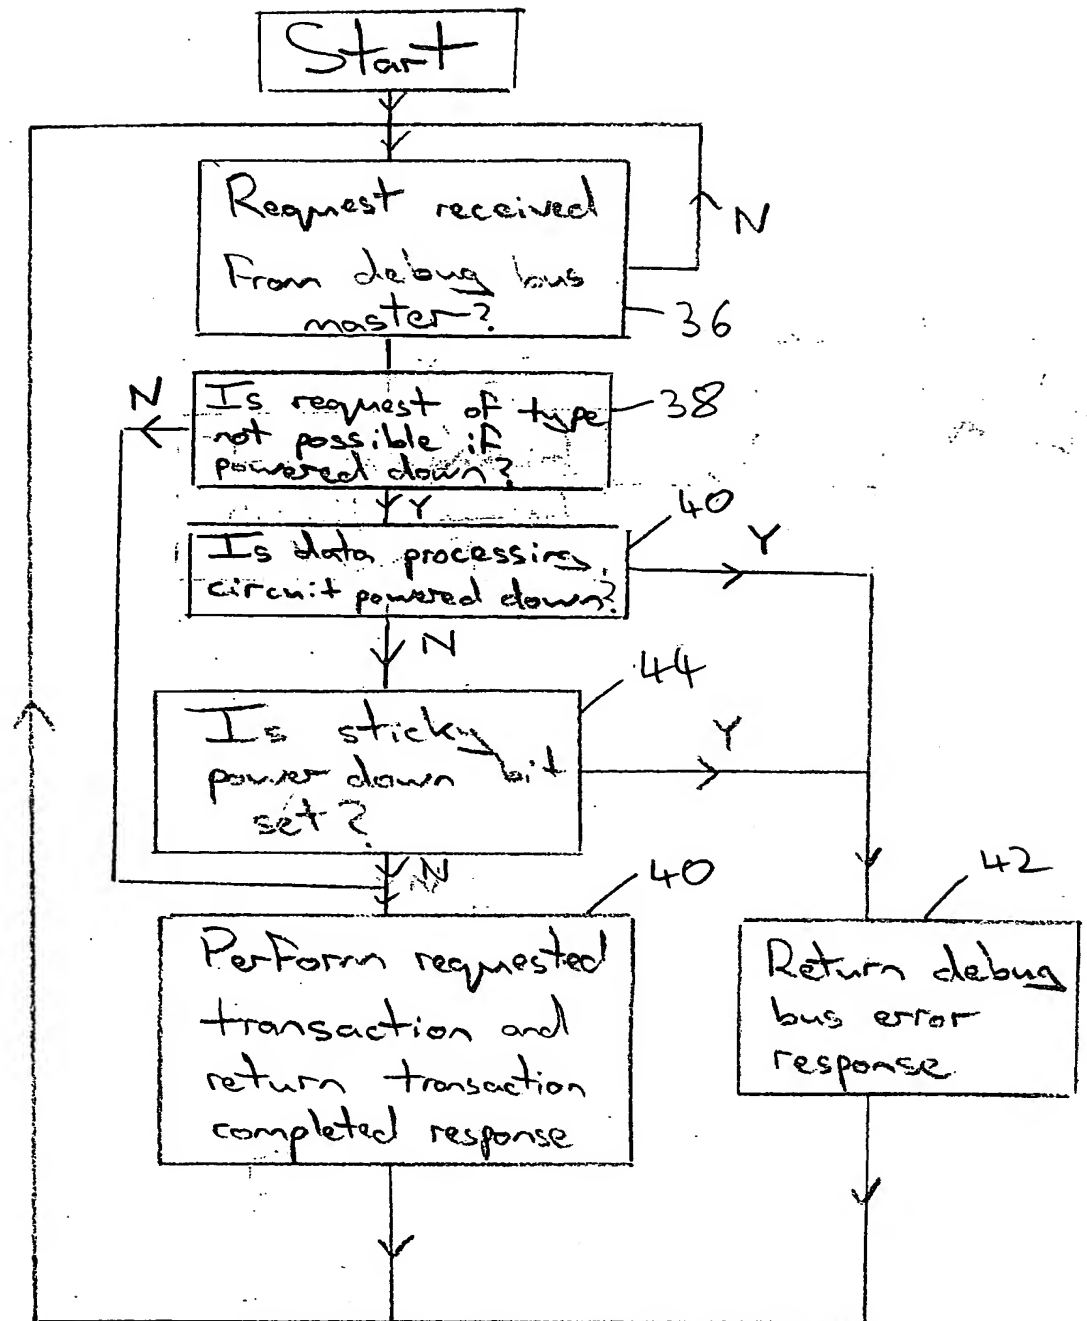 Start
Request received
From debug bus
master?
N
36
N
Is request of type
not possible if
powered down?
38
Y
40
Is data processing
circuit powered down?
Y
N
44
Is sticky
power down bit
set?
Y
N
40
Perform requested
transaction and
return transaction
completed response
42
Return debug
bus error
response